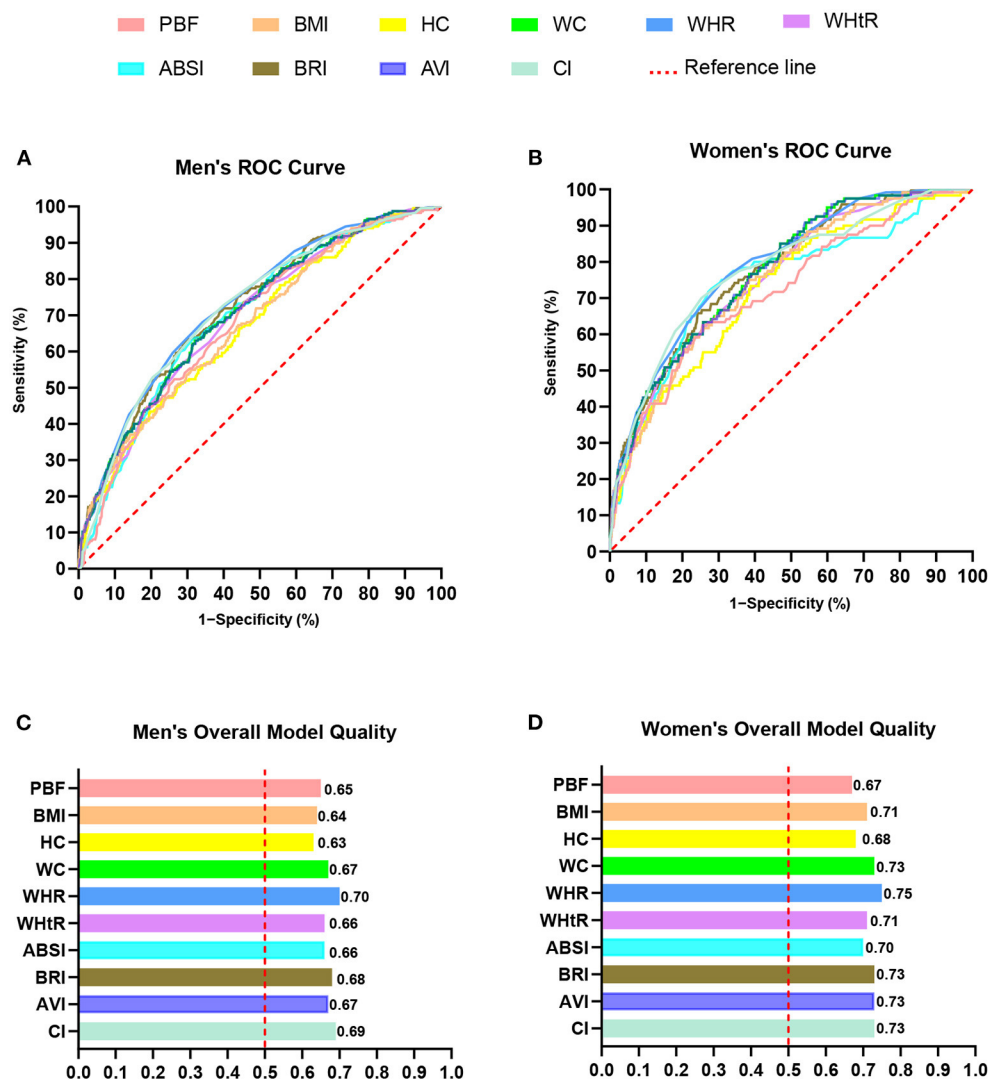 PBF BMI HC WC WHR WHtR
ABSI BRI AVI CI Reference line
A
Men's ROC Curve
100
90
80
70
60
50
40
30
20
10
0
Sensitivity (%)
0 10 20 30 40 50 60 70 80 90 100
1−Specificity (%)
B
Women's ROC Curve
100
90
80
70
60
50
40
30
20
10
0
Sensitivity (%)
0 10 20 30 40 50 60 70 80 90 100
1−Specificity (%)
C
Men's Overall Model Quality
PBF 0.65
BMI 0.64
HC 0.63
WC 0.67
WHR 0.70
WHtR 0.66
ABSI 0.66
BRI 0.68
AVI 0.67
CI 0.69
0.0 0.1 0.2 0.3 0.4 0.5 0.6 0.7 0.8 0.9 1.0
D
Women's Overall Model Quality
PBF 0.67
BMI 0.71
HC 0.68
WC 0.73
WHR 0.75
WHtR 0.71
ABSI 0.70
BRI 0.73
AVI 0.73
CI 0.73
0.0 0.1 0.2 0.3 0.4 0.5 0.6 0.7 0.8 0.9 1.0